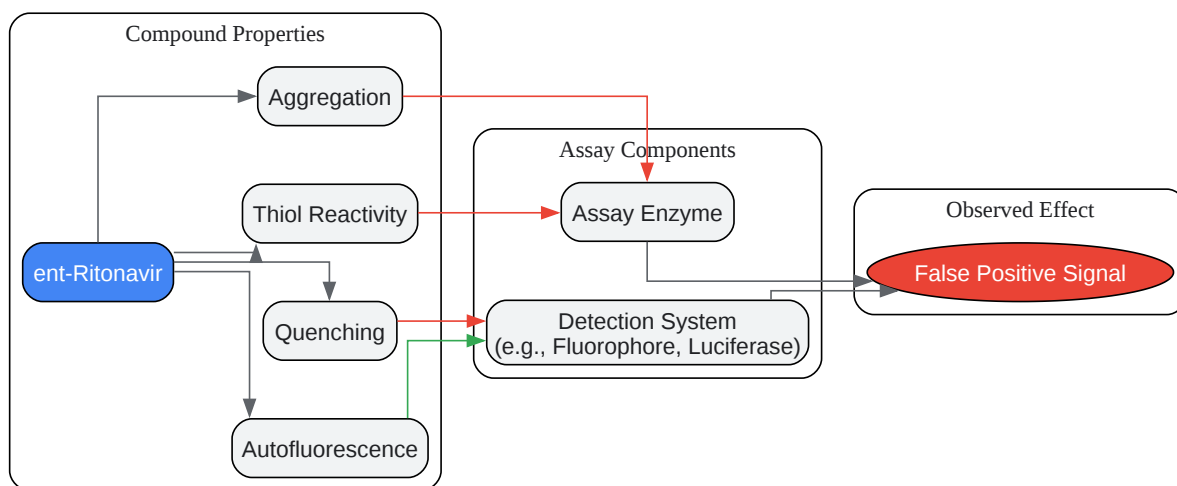 Compound Properties
Aggregation
Thiol Reactivity
ent-Ritonavir
Quenching
Autofluorescence
Assay Components
Assay Enzyme
Detection System
(e.g., Fluorophore, Luciferase)
Observed Effect
False Positive Signal